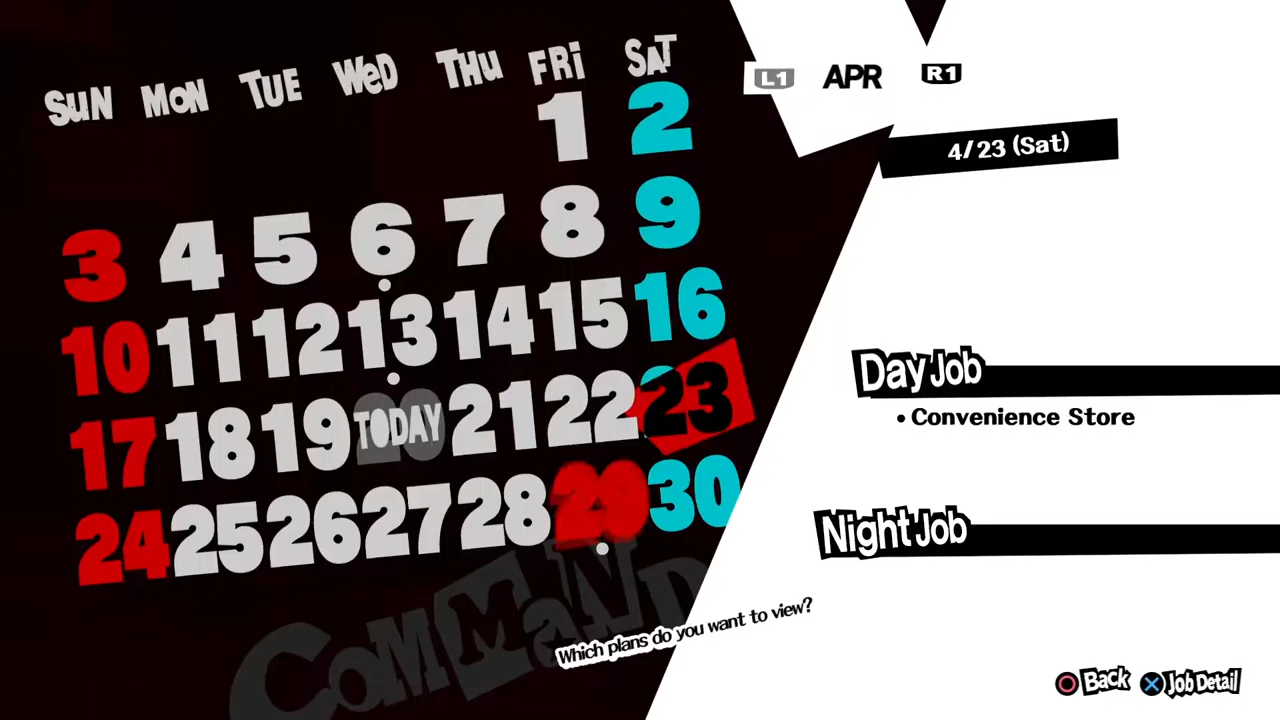 SUN MON TUE WeD THU FRi SAT
1 2
3 4 5 6 7 8 9
10 11 12 13 14 15 16
17 18 19 TODAY 21 22 23
24 25 26 27 28 29 30
COMMaND
Which plans do you want to view?
L1 APR R1
4/23 (Sat)
Day Job
• Convenience Store
Night Job
Back Job Detail